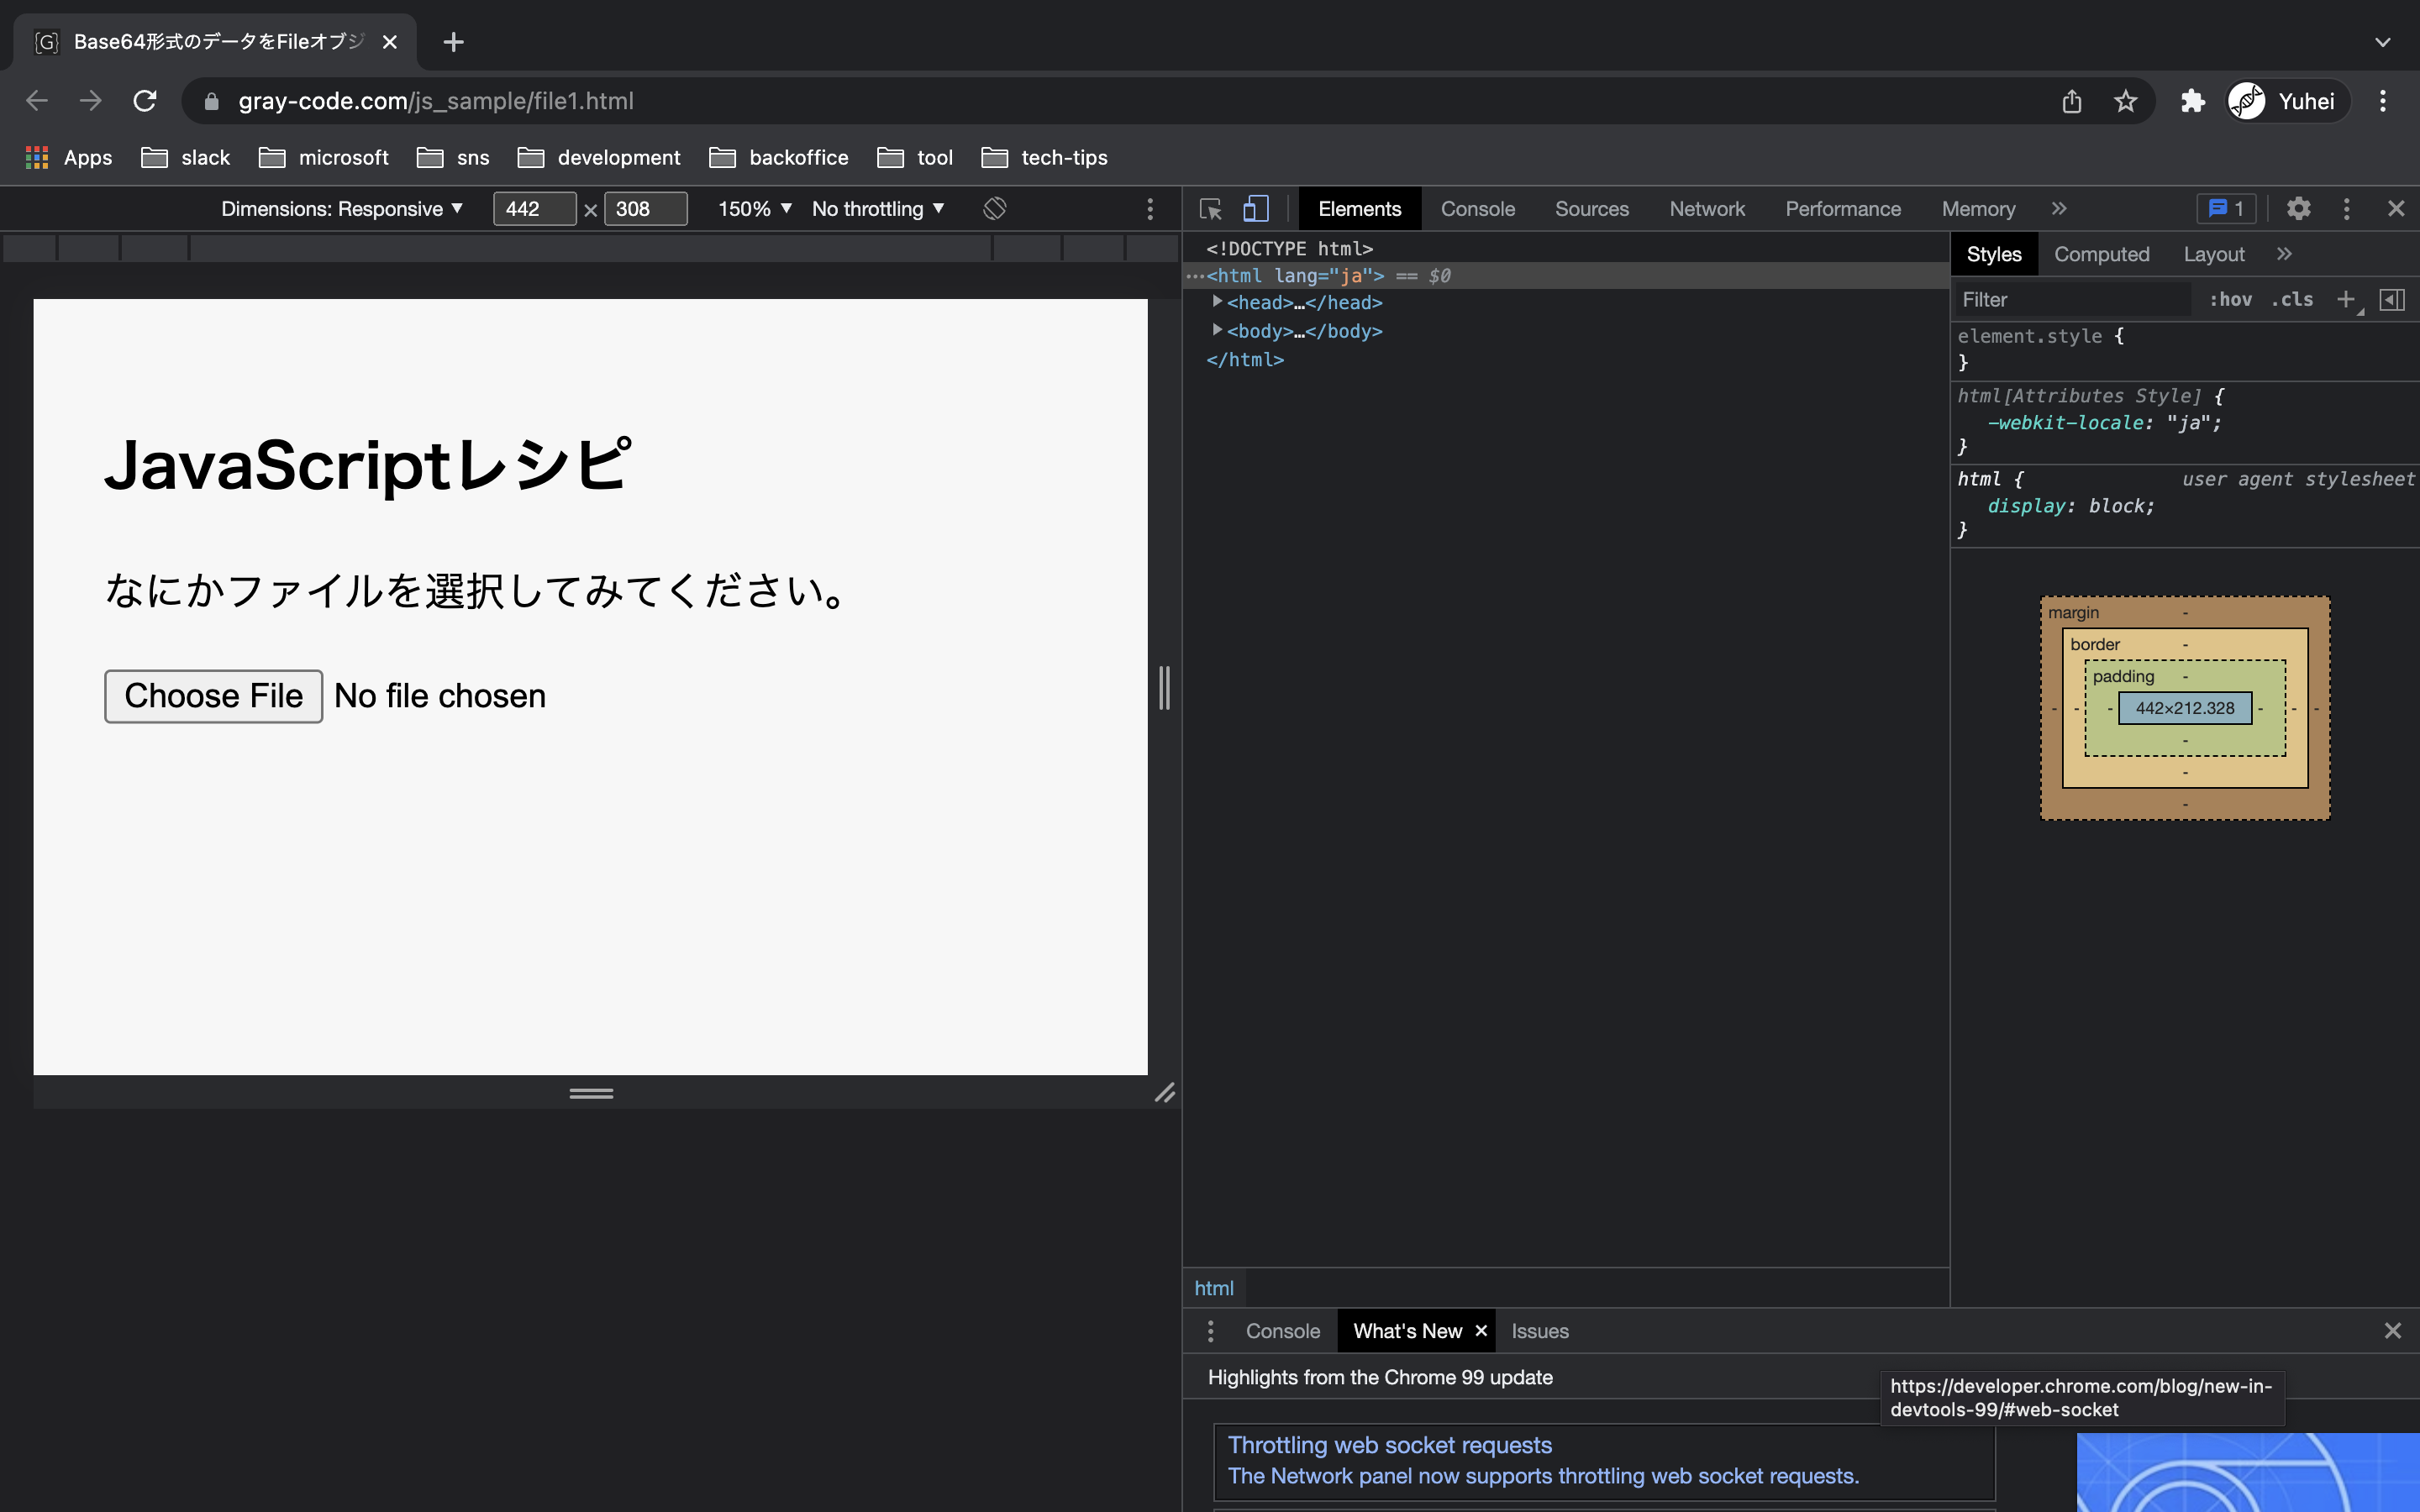 Base64形式のデータをFileオブジ
gray-code.com/js_sample/file1.html
Yuhei
Apps slack microsoft sns development backoffice tool tech-tips
Dimensions: Responsive 442 × 308 150% No throttling
Elements Console Sources Network Performance Memory 1
JavaScriptレシピ
なにかファイルを選択してみてください。
Choose File No file chosen
<!DOCTYPE html>
<html lang="ja"> == $0
<head>…</head>
<body>…</body>
</html>
Styles Computed Layout
Filter :hov .cls
element.style {
}
html[Attributes Style] {
-webkit-locale: "ja";
}
html { user agent stylesheet
display: block;
}
margin -
border -
padding -
- - - 442×212.328 - - -
-
-
-
html
Console What's New Issues
Highlights from the Chrome 99 update
https://developer.chrome.com/blog/new-in-
devtools-99/#web-socket
Throttling web socket requests
The Network panel now supports throttling web socket requests.